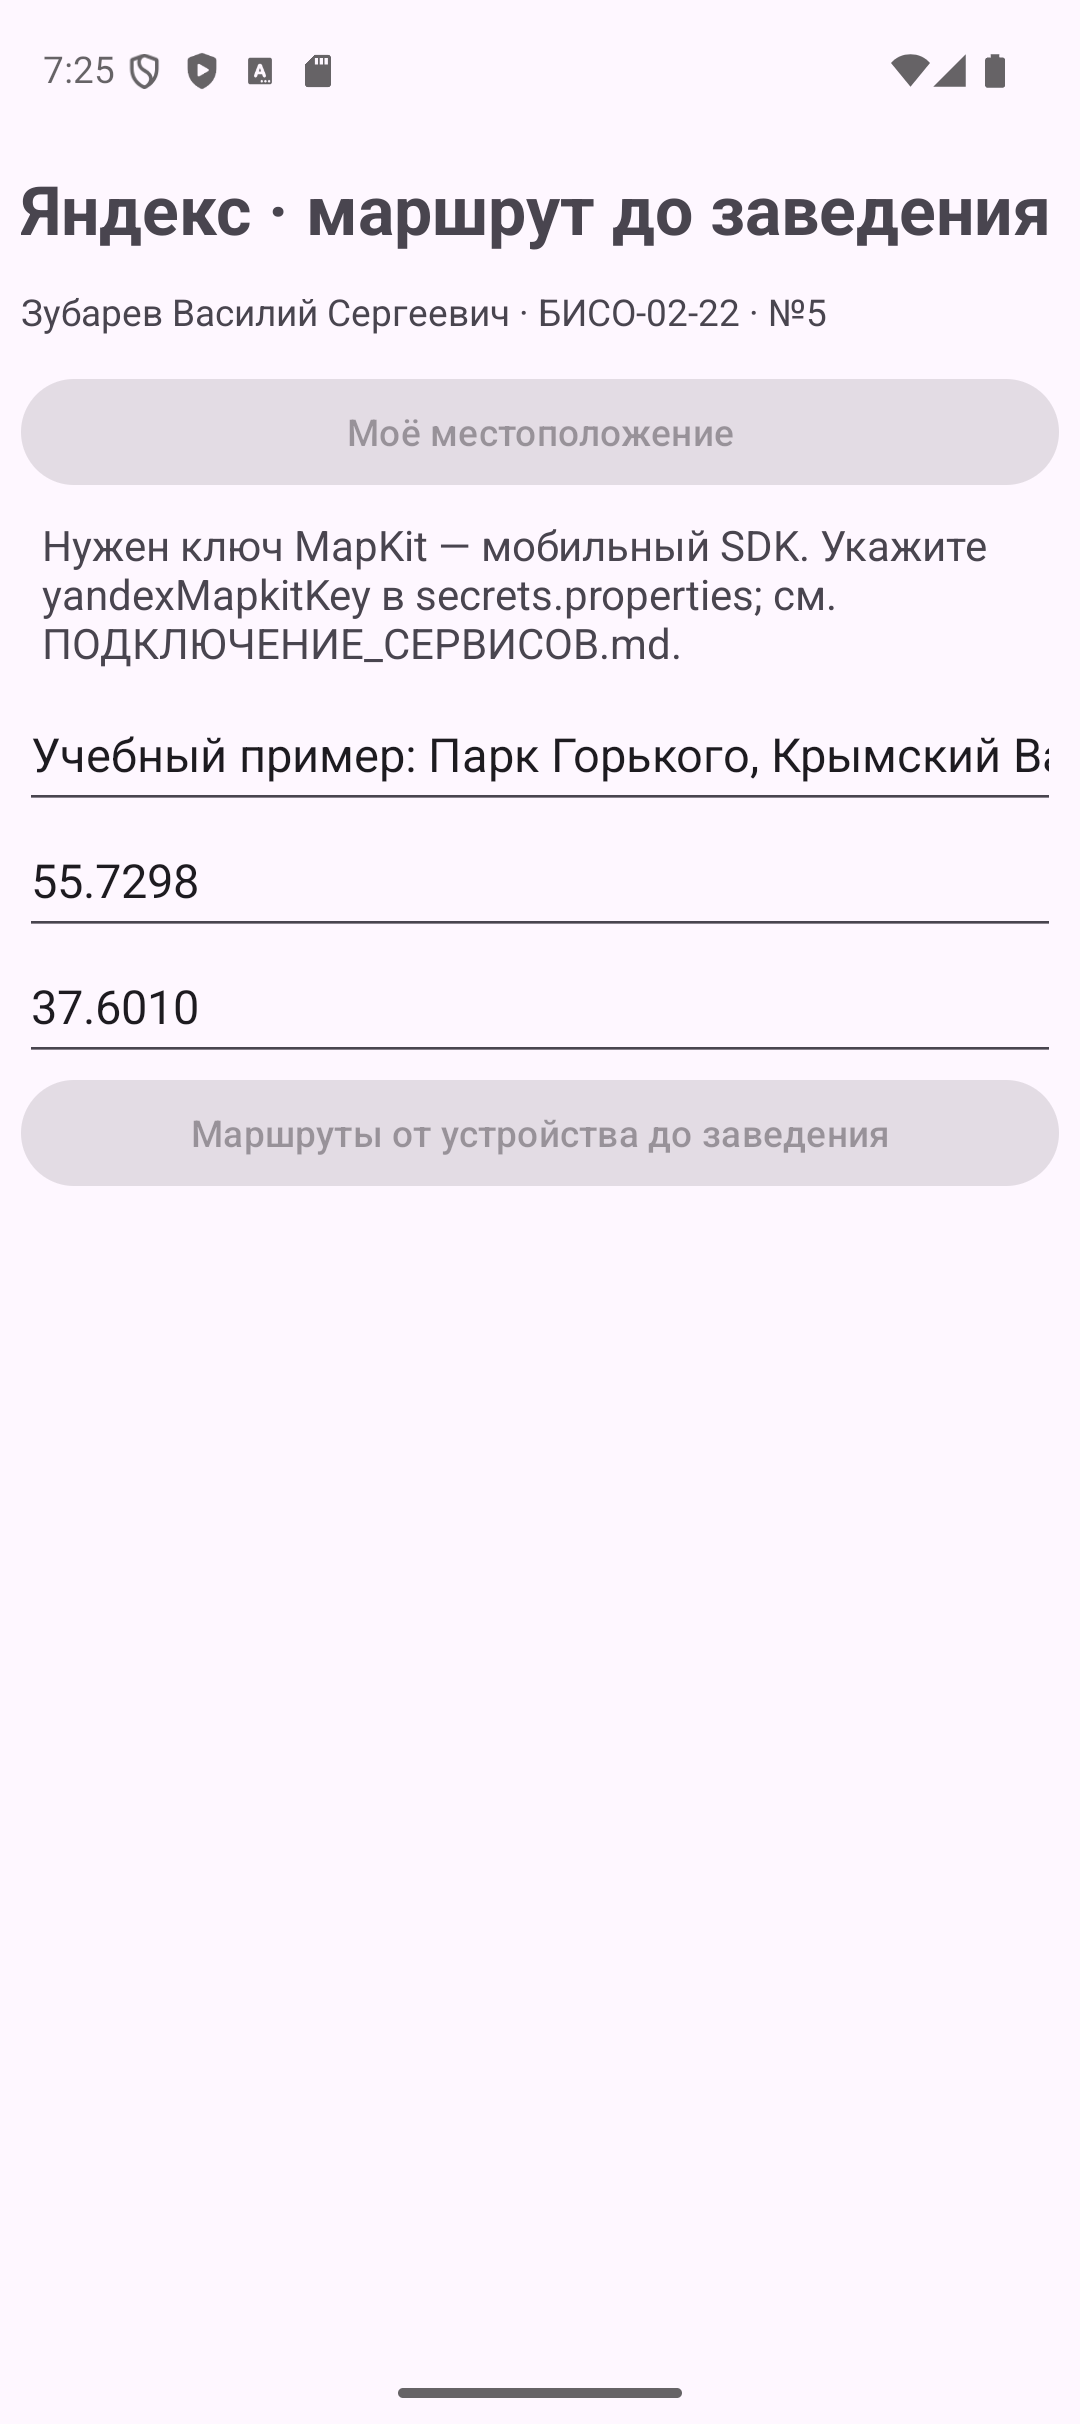 7:25
Яндекс · маршрут до заведения
Зубарев Василий Сергеевич · БИСО-02-22 · №5
Моё местоположение
Нужен ключ MapKit — мобильный SDK. Укажите
yandexMapkitKey в secrets.properties; см.
ПОДКЛЮЧЕНИЕ_СЕРВИСОВ.md.
Учебный пример: Парк Горького, Крымский
55.7298
37.6010
Маршруты от устройства до заведения